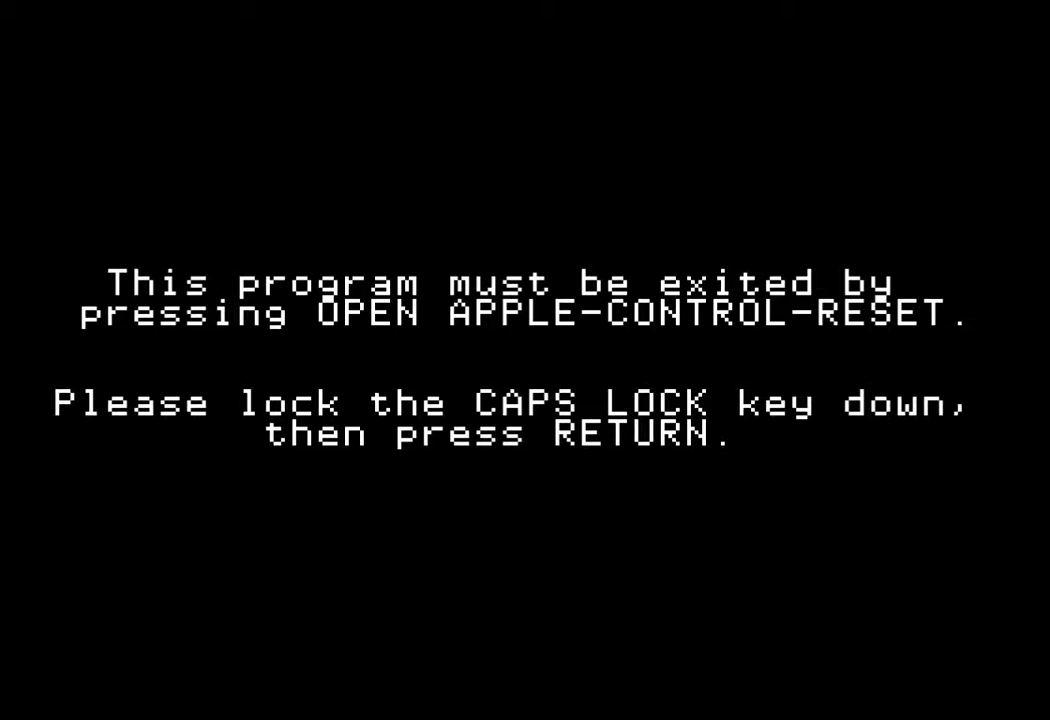 This program must be exited by
pressing OPEN APPLE-CONTROL-RESET.
Please lock the CAPS LOCK key down,
then press RETURN.